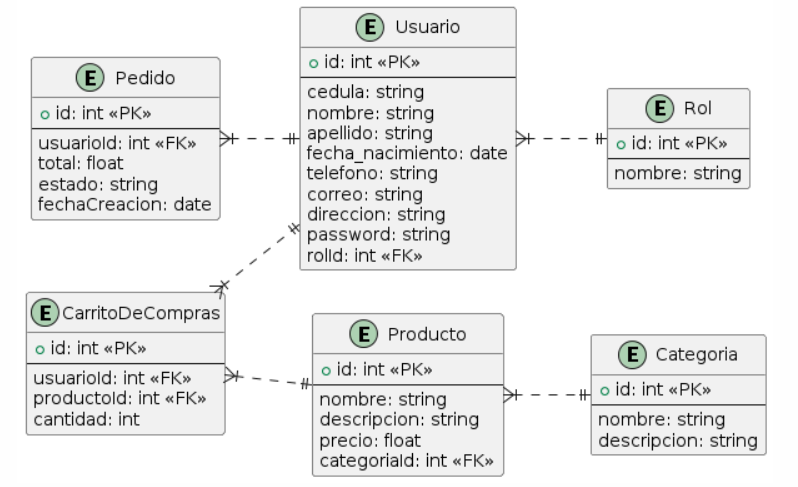 E Usuario
id: int «PK»
cedula: string
nombre: string
apellido: string
fecha_nacimiento: date
telefono: string
correo: string
direccion: string
password: string
rolId: int «FK»
E Pedido
id: int «PK»
usuarioId: int «FK»
total: float
estado: string
fechaCreacion: date
E Rol
id: int «PK»
nombre: string
E CarritoDeCompras
id: int «PK»
usuarioId: int «FK»
productoId: int «FK»
cantidad: int
E Producto
id: int «PK»
nombre: string
descripcion: string
precio: float
categoriaId: int «FK»
E Categoria
id: int «PK»
nombre: string
descripcion: string